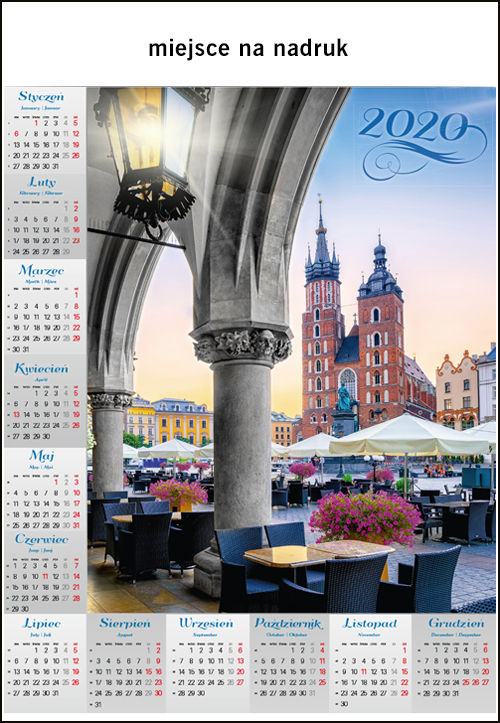 miejsce na nadruk
2020
Styczeń
January | Januar
1 2 3 4 5
6 7 8 9 10 11 12
13 14 15 16 17 18 19
20 21 22 23 24 25 26
27 28 29 30 31
Luty
February | Februar
1 2
3 4 5 6 7 8 9
10 11 12 13 14 15 16
17 18 19 20 21 22 23
24 25 26 27 28 29
Marzec
March | März
1
2 3 4 5 6 7 8
9 10 11 12 13 14 15
16 17 18 19 20 21 22
23 24 25 26 27 28 29
30 31
Kwiecień
April
1 2 3 4 5
6 7 8 9 10 11 12
13 14 15 16 17 18 19
20 21 22 23 24 25 26
27 28 29 30
Maj
May | Mai
1 2 3
4 5 6 7 8 9 10
11 12 13 14 15 16 17
18 19 20 21 22 23 24
25 26 27 28 29 30 31
Czerwiec
June | Juni
1 2 3 4 5 6 7
8 9 10 11 12 13 14
15 16 17 18 19 20 21
22 23 24 25 26 27 28
29 30
Lipiec
July | Juli
1 2 3 4 5
6 7 8 9 10 11 12
13 14 15 16 17 18 19
20 21 22 23 24 25 26
27 28 29 30 31
Sierpień
August
1 2
3 4 5 6 7 8 9
10 11 12 13 14 15 16
17 18 19 20 21 22 23
24 25 26 27 28 29 30
31
Wrzesień
September
1 2 3 4 5 6
7 8 9 10 11 12 13
14 15 16 17 18 19 20
21 22 23 24 25 26 27
28 29 30
Październik
October | Oktober
1 2 3 4
5 6 7 8 9 10 11
12 13 14 15 16 17 18
19 20 21 22 23 24 25
26 27 28 29 30 31
Listopad
November
1
2 3 4 5 6 7 8
9 10 11 12 13 14 15
16 17 18 19 20 21 22
23 24 25 26 27 28 29
30
Grudzień
December | Dezember
1 2 3 4 5 6
7 8 9 10 11 12 13
14 15 16 17 18 19 20
21 22 23 24 25 26 27
28 29 30 31